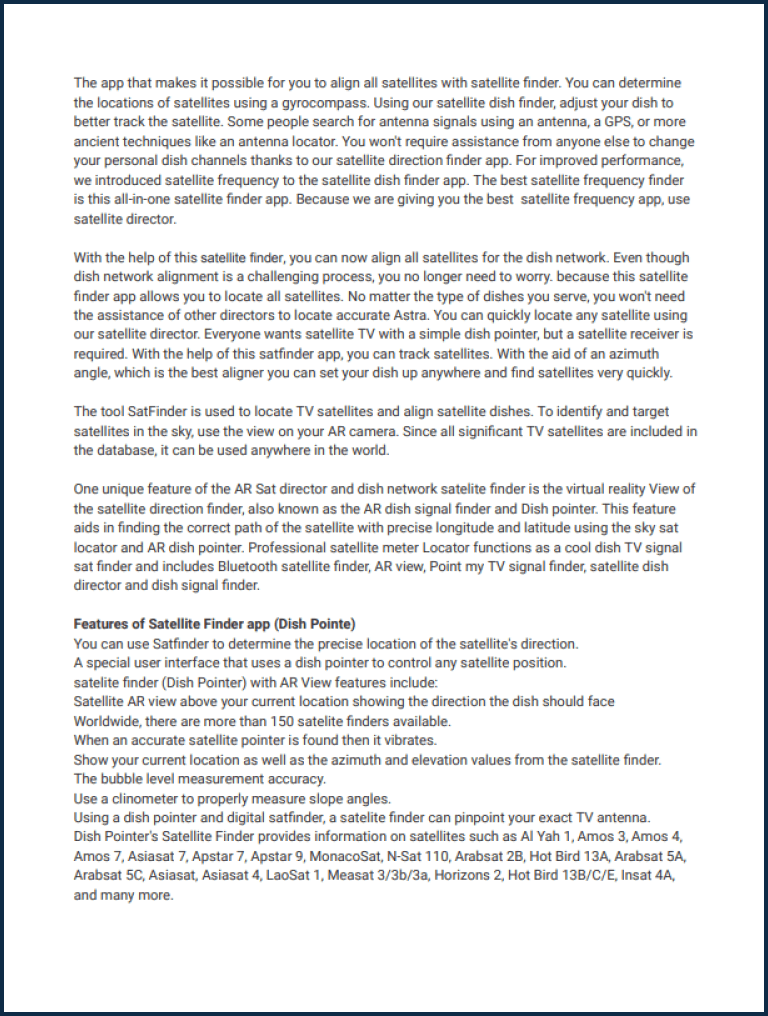 The app that makes it possible for you to align all satellites with satellite finder. You can determine
the locations of satellites using a gyrocompass. Using our satellite dish finder, adjust your dish to
better track the satellite. Some people search for antenna signals using an antenna, a GPS, or more
ancient techniques like an antenna locator. You won't require assistance from anyone else to change
your personal dish channels thanks to our satellite direction finder app. For improved performance,
we introduced satellite frequency to the satellite dish finder app. The best satellite frequency finder
is this all-in-one satellite finder app. Because we are giving you the best  satellite frequency app, use
satellite director.

With the help of this satellite finder, you can now align all satellites for the dish network. Even though
dish network alignment is a challenging process, you no longer need to worry. because this satellite
finder app allows you to locate all satellites. No matter the type of dishes you serve, you won't need
the assistance of other directors to locate accurate Astra. You can quickly locate any satellite using
our satellite director. Everyone wants satellite TV with a simple dish pointer, but a satellite receiver is
required. With the help of this satfinder app, you can track satellites. With the aid of an azimuth
angle, which is the best aligner you can set your dish up anywhere and find satellites very quickly.

The tool SatFinder is used to locate TV satellites and align satellite dishes. To identify and target
satellites in the sky, use the view on your AR camera. Since all significant TV satellites are included in
the database, it can be used anywhere in the world.

One unique feature of the AR Sat director and dish network satelite finder is the virtual reality View of
the satellite direction finder, also known as the AR dish signal finder and Dish pointer. This feature
aids in finding the correct path of the satellite with precise longitude and latitude using the sky sat
locator and AR dish pointer. Professional satellite meter Locator functions as a cool dish TV signal
sat finder and includes Bluetooth satellite finder, AR view, Point my TV signal finder, satellite dish
director and dish signal finder.

Features of Satellite Finder app (Dish Pointe)
You can use Satfinder to determine the precise location of the satellite's direction.
A special user interface that uses a dish pointer to control any satellite position.
satelite finder (Dish Pointer) with AR View features include:
Satellite AR view above your current location showing the direction the dish should face
Worldwide, there are more than 150 satelite finders available.
When an accurate satellite pointer is found then it vibrates.
Show your current location as well as the azimuth and elevation values from the satellite finder.
The bubble level measurement accuracy.
Use a clinometer to properly measure slope angles.
Using a dish pointer and digital satfinder, a satelite finder can pinpoint your exact TV antenna.
Dish Pointer's Satellite Finder provides information on satellites such as Al Yah 1, Amos 3, Amos 4,
Amos 7, Asiasat 7, Apstar 7, Apstar 9, MonacoSat, N-Sat 110, Arabsat 2B, Hot Bird 13A, Arabsat 5A,
Arabsat 5C, Asiasat, Asiasat 4, LaoSat 1, Measat 3/3b/3a, Horizons 2, Hot Bird 13B/C/E, Insat 4A,
and many more.